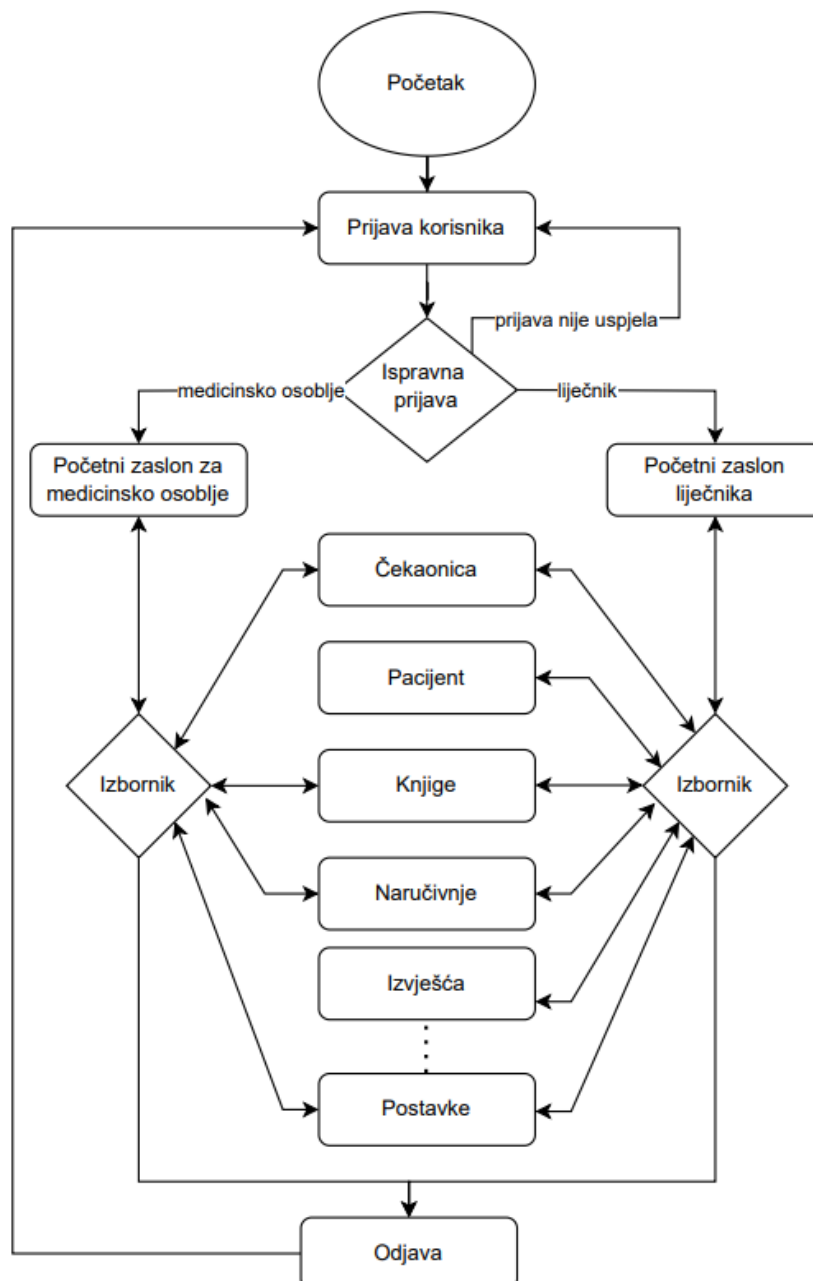 Početak
Prijava korisnika
prijava nije uspjela
Ispravna
prijava
medicinsko osoblje
liječnik
Početni zaslon za
medicinsko osoblje
Početni zaslon
liječnika
Čekaonica
Pacijent
Izbornik
Knjige
Izbornik
Naručivnje
Izvješća
Postavke
Odjava